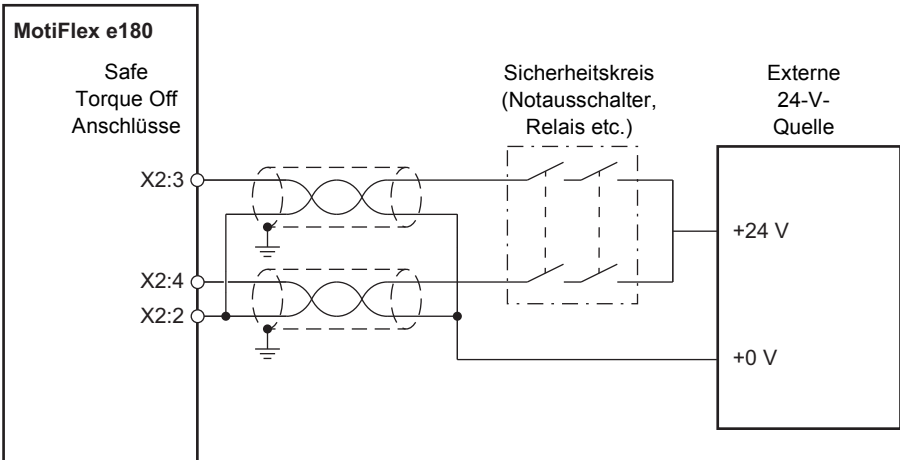 MotiFlex e180
Safe
Torque Off
Anschlüsse
Sicherheitskreis
(Notausschalter,
Relais etc.)
Externe
24-V-
Quelle
X2:3
+24 V
X2:4
X2:2
+0 V